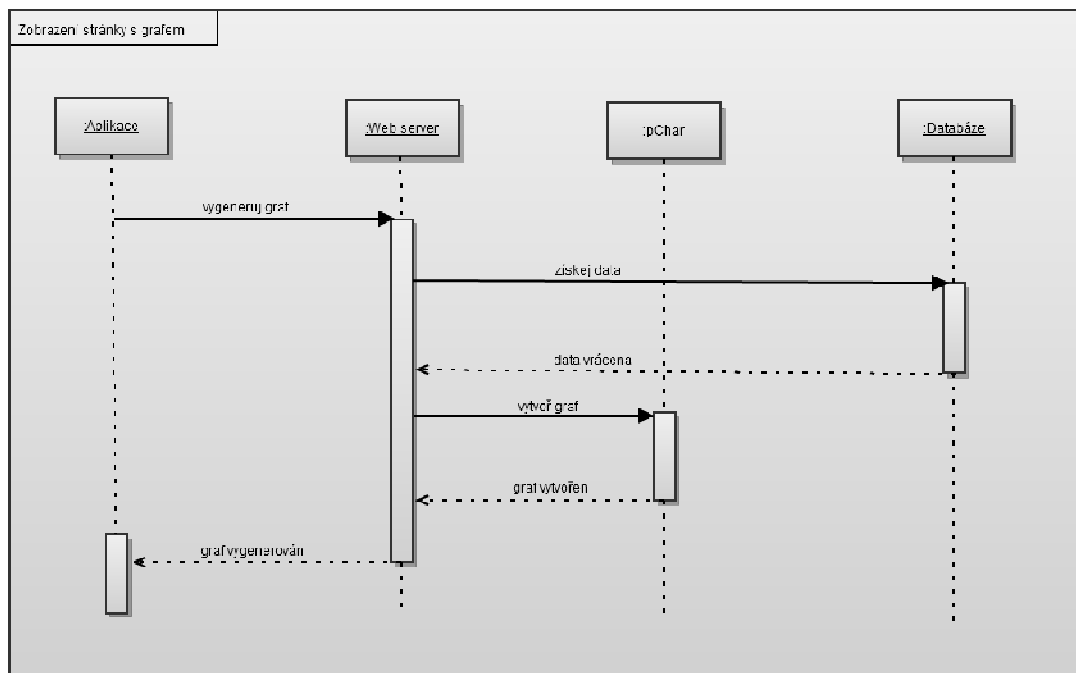 Zobrazení stránky s grafem
:Aplikace
:Web server
:pChar
:Databáze
vygeneruj graf
získej data
data vrácena
vytvoř graf
graf vytvořen
graf vygenerován